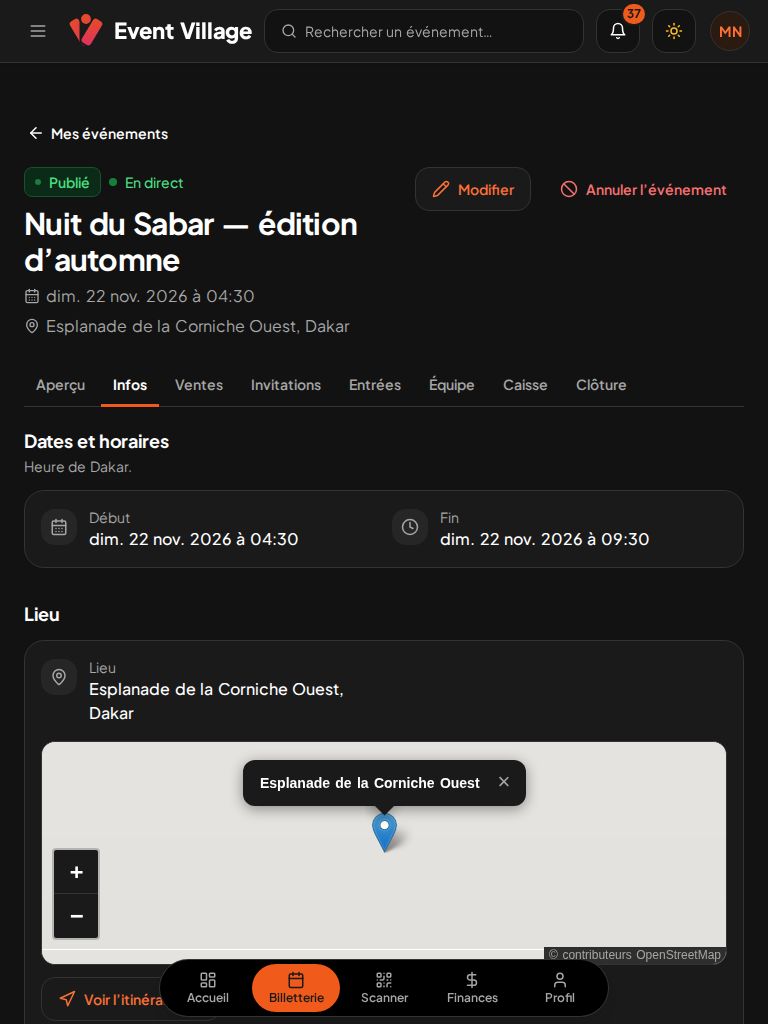 Event Village
Rechercher un événement…
37
MN
Mes événements
Publié
En direct
Modifier
Annuler l’événement
Nuit du Sabar — édition
d’automne
dim. 22 nov. 2026 à 04:30
Esplanade de la Corniche Ouest, Dakar
Aperçu Infos Ventes Invitations Entrées Équipe Caisse Clôture
Dates et horaires
Heure de Dakar.
Début
dim. 22 nov. 2026 à 04:30
Fin
dim. 22 nov. 2026 à 09:30
Lieu
Lieu
Esplanade de la Corniche Ouest,
Dakar
Esplanade de la Corniche Ouest ×
+
−
© contributeurs OpenStreetMap
Voir l’itinéra
Accueil Billetterie Scanner Finances Profil